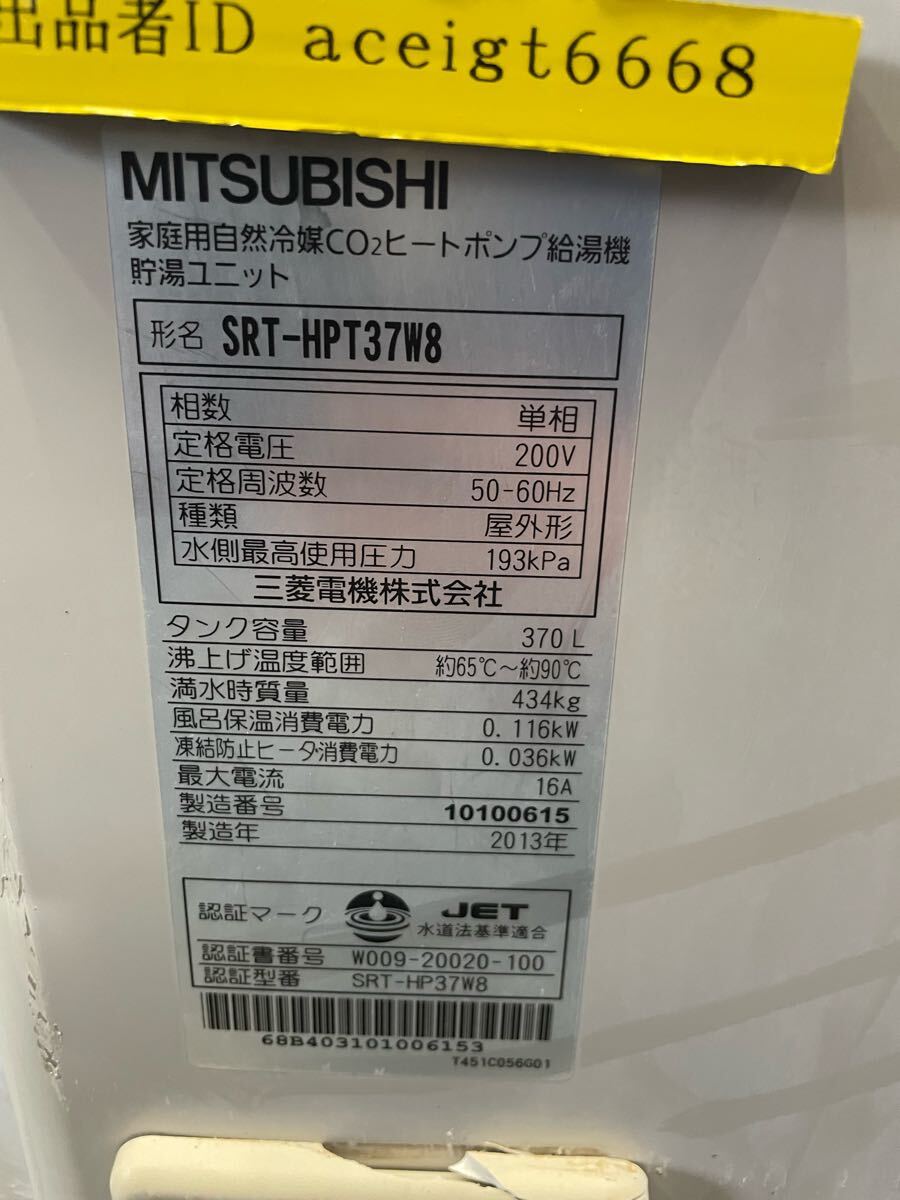 出品者ID aceigt6668
MITSUBISHI
家庭用自然冷媒CO2ヒートポンプ給湯機
貯湯ユニット
形名 SRT-HPT37W8
相数 単相
定格電圧 200V
定格周波数 50-60Hz
種類 屋外形
水側最高使用圧力 193kPa
三菱電機株式会社
タンク容量 370L
沸上げ温度範囲 約65℃～約90℃
満水時質量 434kg
風呂保温消費電力 0.116kW
凍結防止ヒータ消費電力 0.036kW
最大電流 16A
製造番号 10100615
製造年 2013年
認証マーク JET
水道法基準適合
認証書番号 W009-20020-100
認証型番 SRT-HP37W8
68B403101006153
T451C056G01